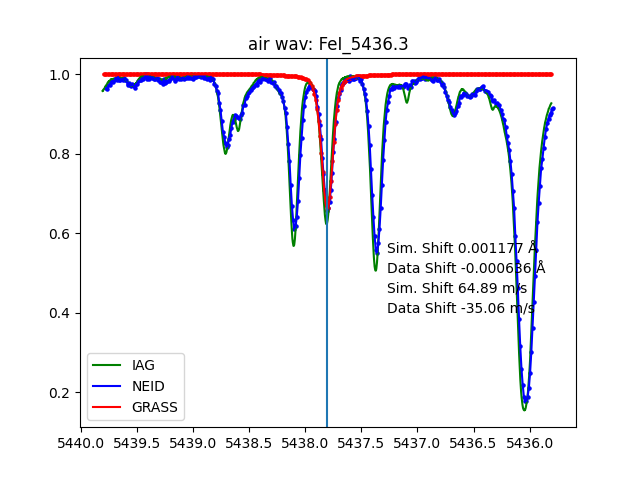 air wav: FeI_5436.3
1.0
0.8
0.6
0.4
0.2
Sim. Shift 0.001177 Å
Data Shift -0.000636 Å
Sim. Shift 64.89 m/s
Data Shift -35.06 m/s
IAG
NEID
GRASS
5440.0 5439.5 5439.0 5438.5 5438.0 5437.5 5437.0 5436.5 5436.0